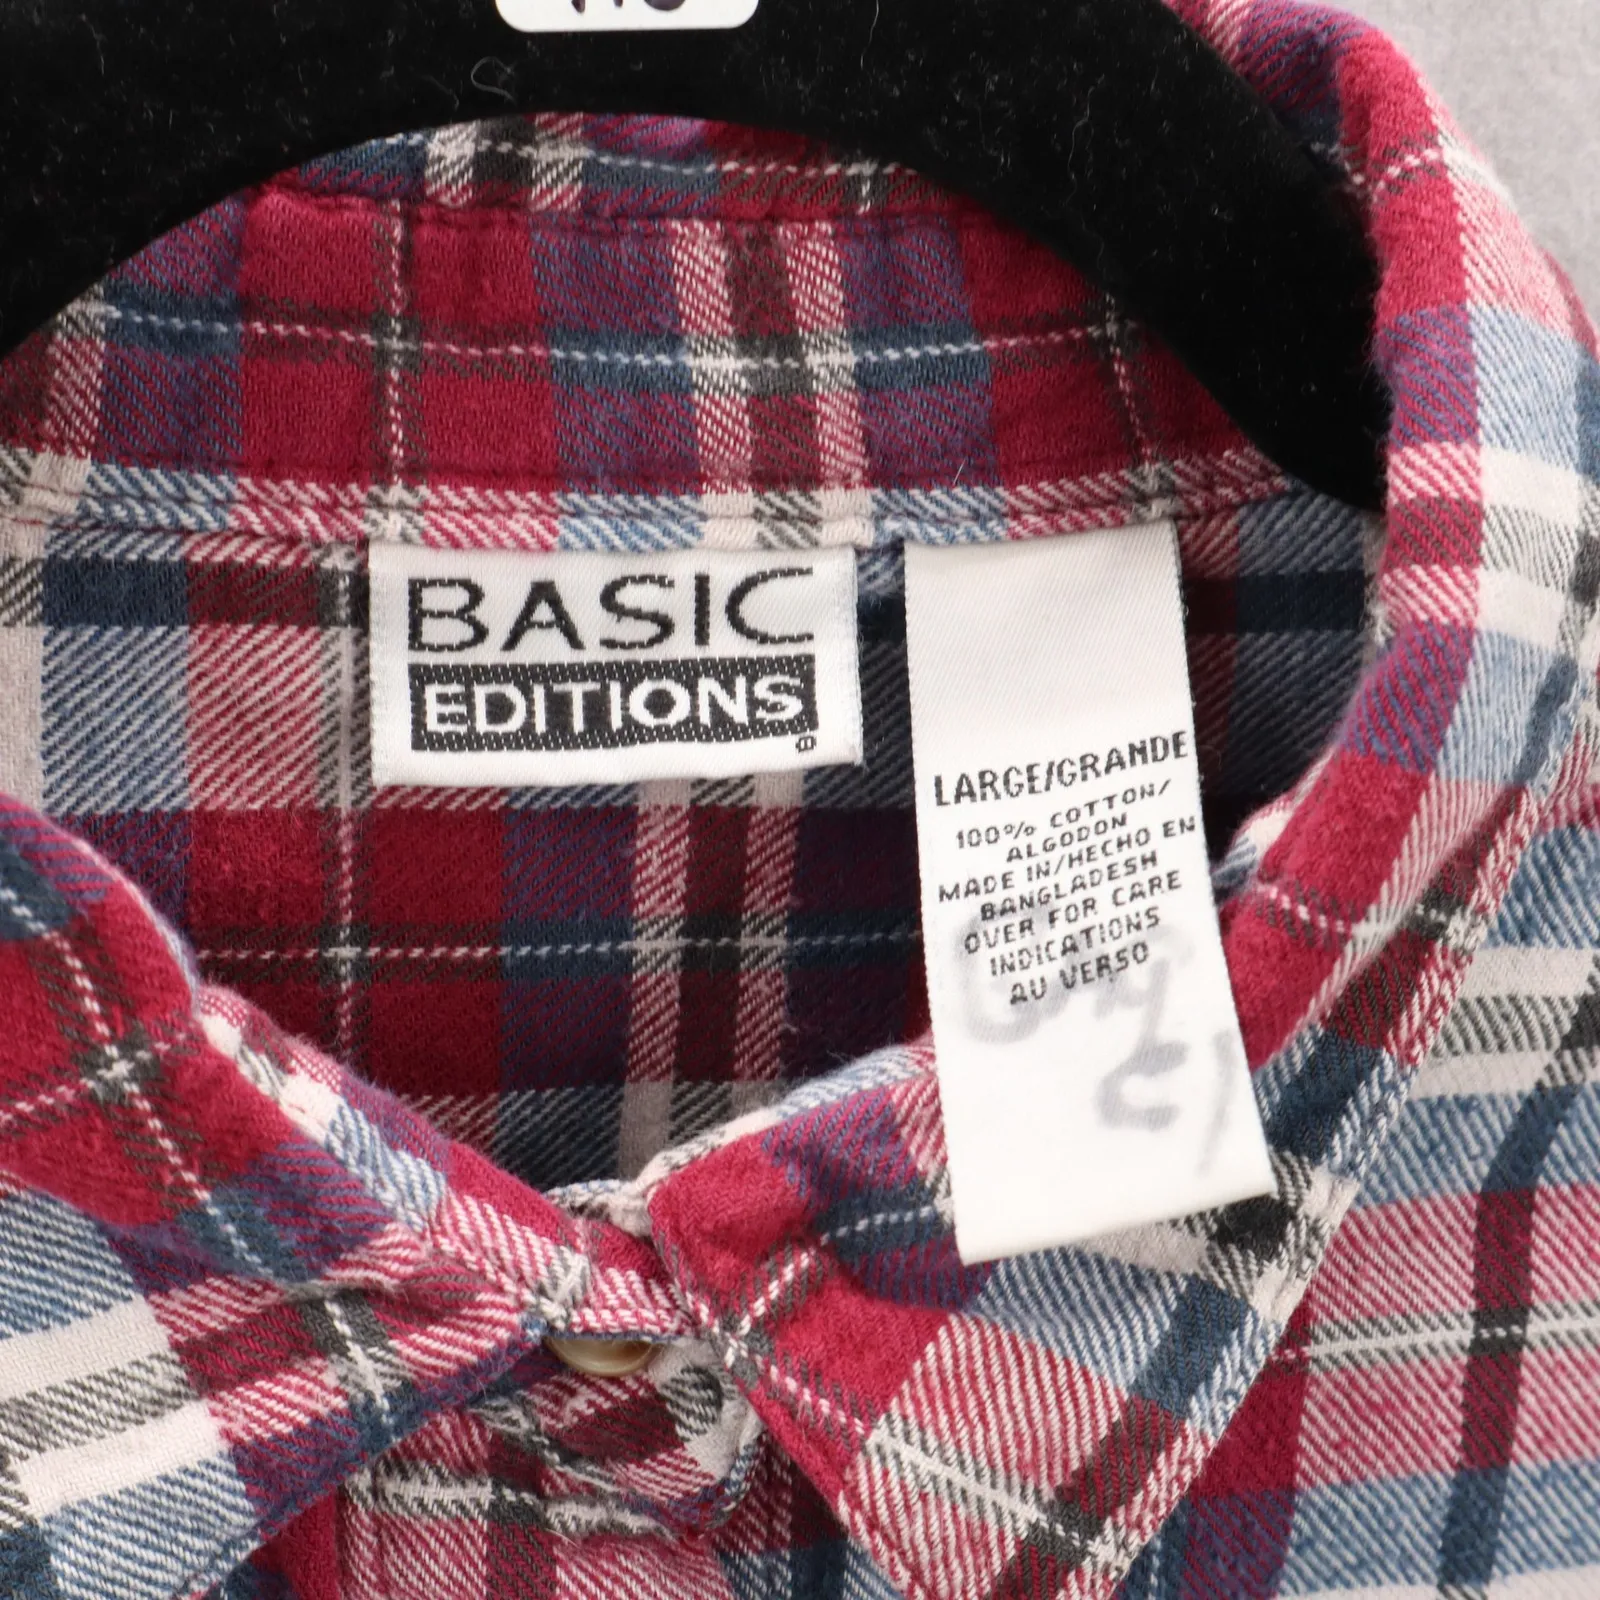 BASIC
EDITIONS
®
LARGE/GRANDE
100% COTTON/
ALGODON
MADE IN/HECHO EN
BANGLADESH
OVER FOR CARE
INDICATIONS
AU VERSO